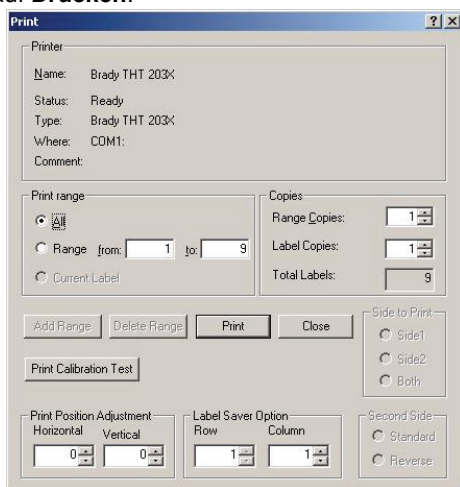 Drucken.
Print
Printer
Name: Brady THT 203X
Status: Ready
Type: Brady THT 203X
Where: COM1:
Comment:
Print range
All
Range from: 1 to: 9
Current Label
Copies
Range Copies: 1
Label Copies: 1
Total Labels: 9
Add Range Delete Range Print Close
Print Calibration Test
Side to Print
Side1
Side2
Both
Print Position Adjustment
Horizontal Vertical
0 0
Label Saver Option
Row Column
1 1
Second Side
Standard
Reverse